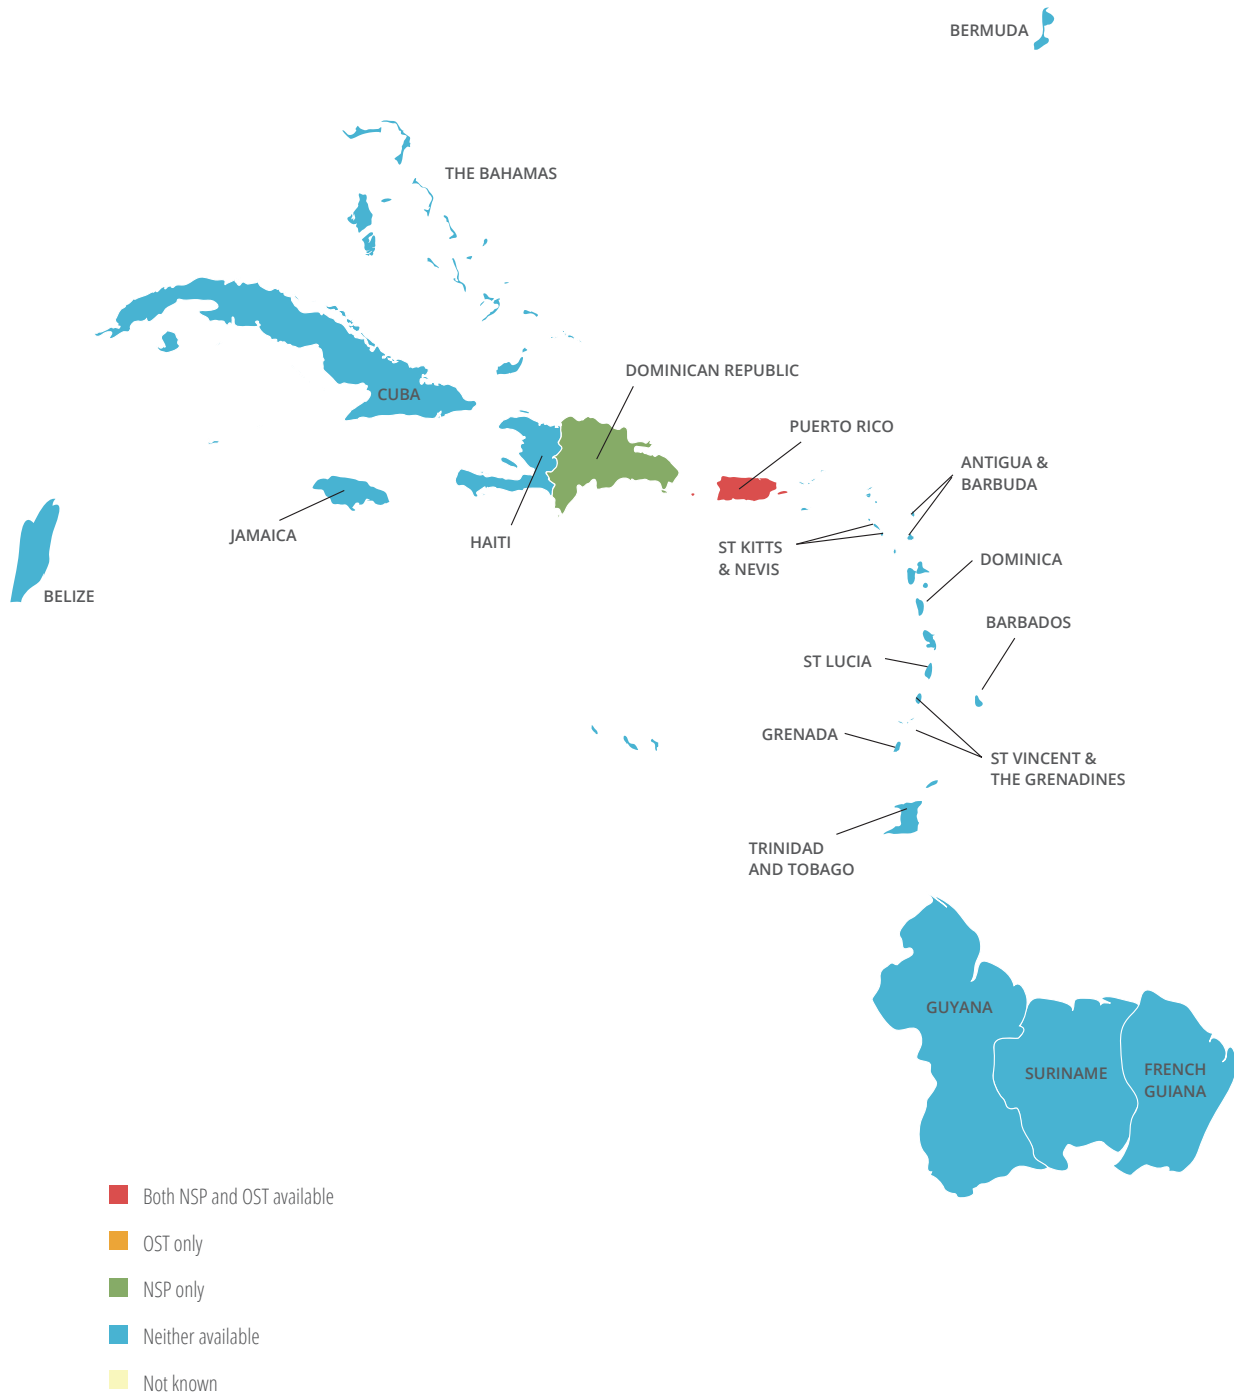 BERMUDA
THE BAHAMAS
DOMINICAN REPUBLIC
CUBA
PUERTO RICO
ANTIGUA &
BARBUDA
JAMAICA
HAITI
ST KITTS
& NEVIS
DOMINICA
BELIZE
BARBADOS
ST LUCIA
GRENADA
ST VINCENT &
THE GRENADINES
TRINIDAD
AND TOBAGO
GUYANA
SURINAME
FRENCH
GUIANA
Both NSP and OST available
OST only
NSP only
Neither available
Not known